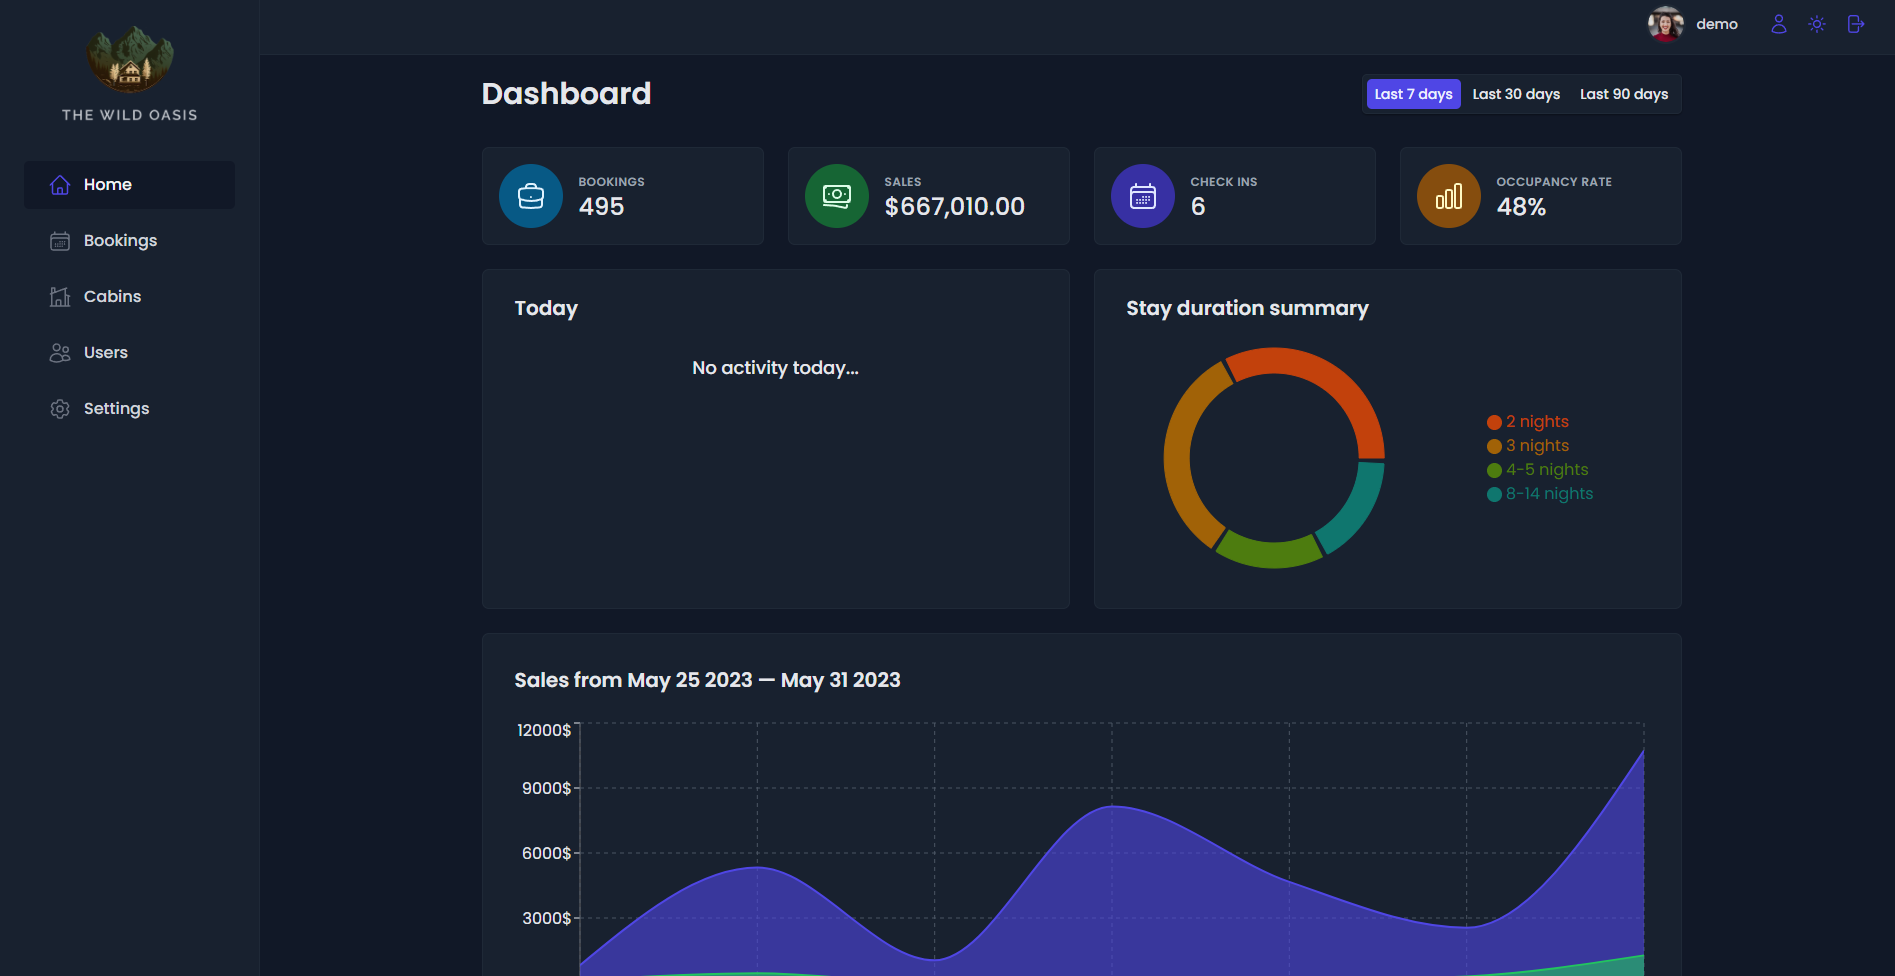 THE WILD OASIS
Home
Bookings
Cabins
Users
Settings
demo
Dashboard
Last 7 days
Last 30 days
Last 90 days
BOOKINGS
495
SALES
$667,010.00
CHECK INS
6
OCCUPANCY RATE
48%
Today
No activity today...
Stay duration summary
2 nights
3 nights
4-5 nights
8-14 nights
Sales from May 25 2023 — May 31 2023
12000$
9000$
6000$
3000$